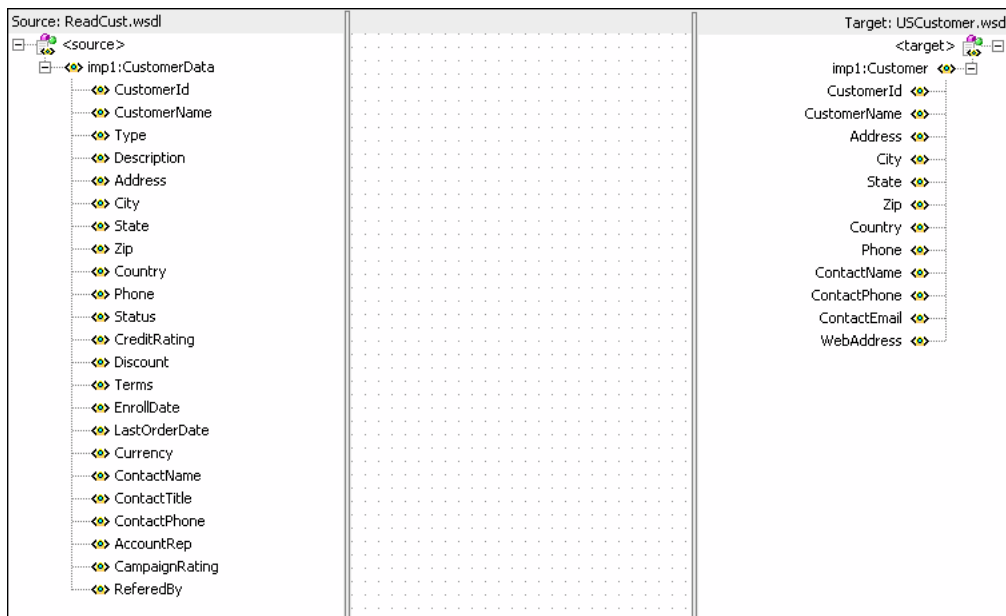 Source: ReadCust.wsdl
<source>
imp1:CustomerData
CustomerId
CustomerName
Type
Description
Address
City
State
Zip
Country
Phone
Status
CreditRating
Discount
Terms
EnrollDate
LastOrderDate
Currency
ContactName
ContactTitle
ContactPhone
AccountRep
CampaignRating
ReferedBy
Target: USCustomer.wsd
<target>
imp1:Customer
CustomerId
CustomerName
Address
City
State
Zip
Country
Phone
ContactName
ContactPhone
ContactEmail
WebAddress